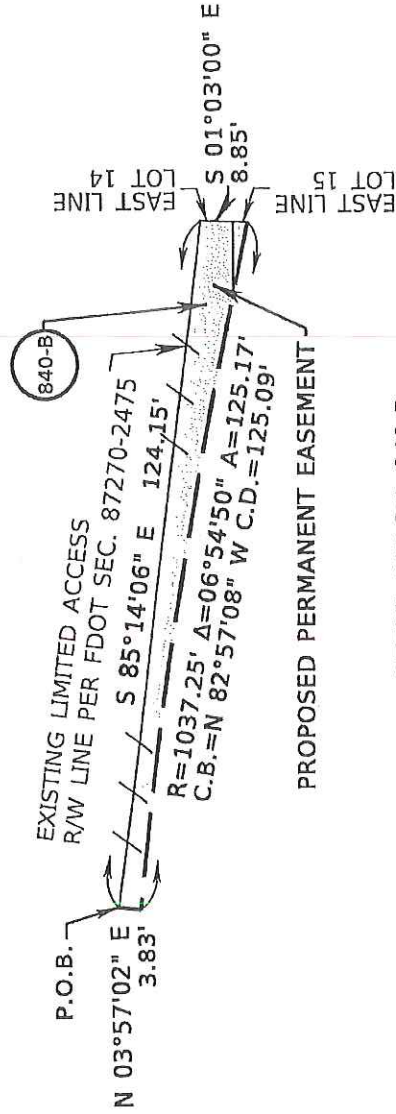 840-B
EXISTING LIMITED ACCESS
R/W LINE PER FDOT SEC. 87270-2475
S 85°14'06" E 124.15'
P.O.B.
N 03°57'02" E
3.83'
EAST LINE
LOT 14
S 01°03'00" E
8.85'
EAST LINE
LOT 15
R=1037.25' Δ=06°54'50" A=125.17'
C.B.=N 82°57'08" W C.D.=125.09'
PROPOSED PERMANENT EASEMENT